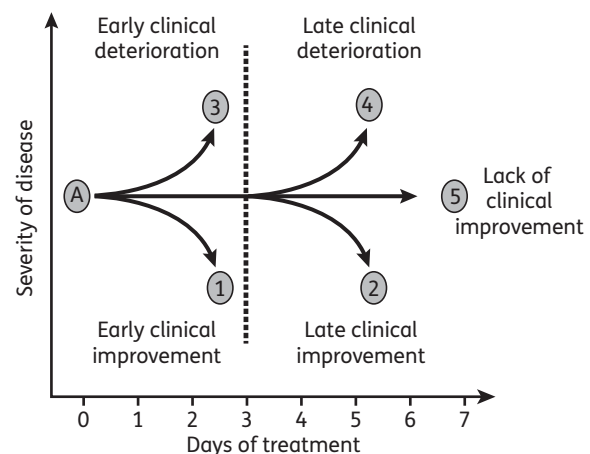 Early clinical
deterioration
Late clinical
deterioration
3
4
Severity of disease
A
5
Lack of
clinical
improvement
1
2
Early clinical
improvement
Late clinical
improvement
0 1 2 3 4 5 6 7
Days of treatment